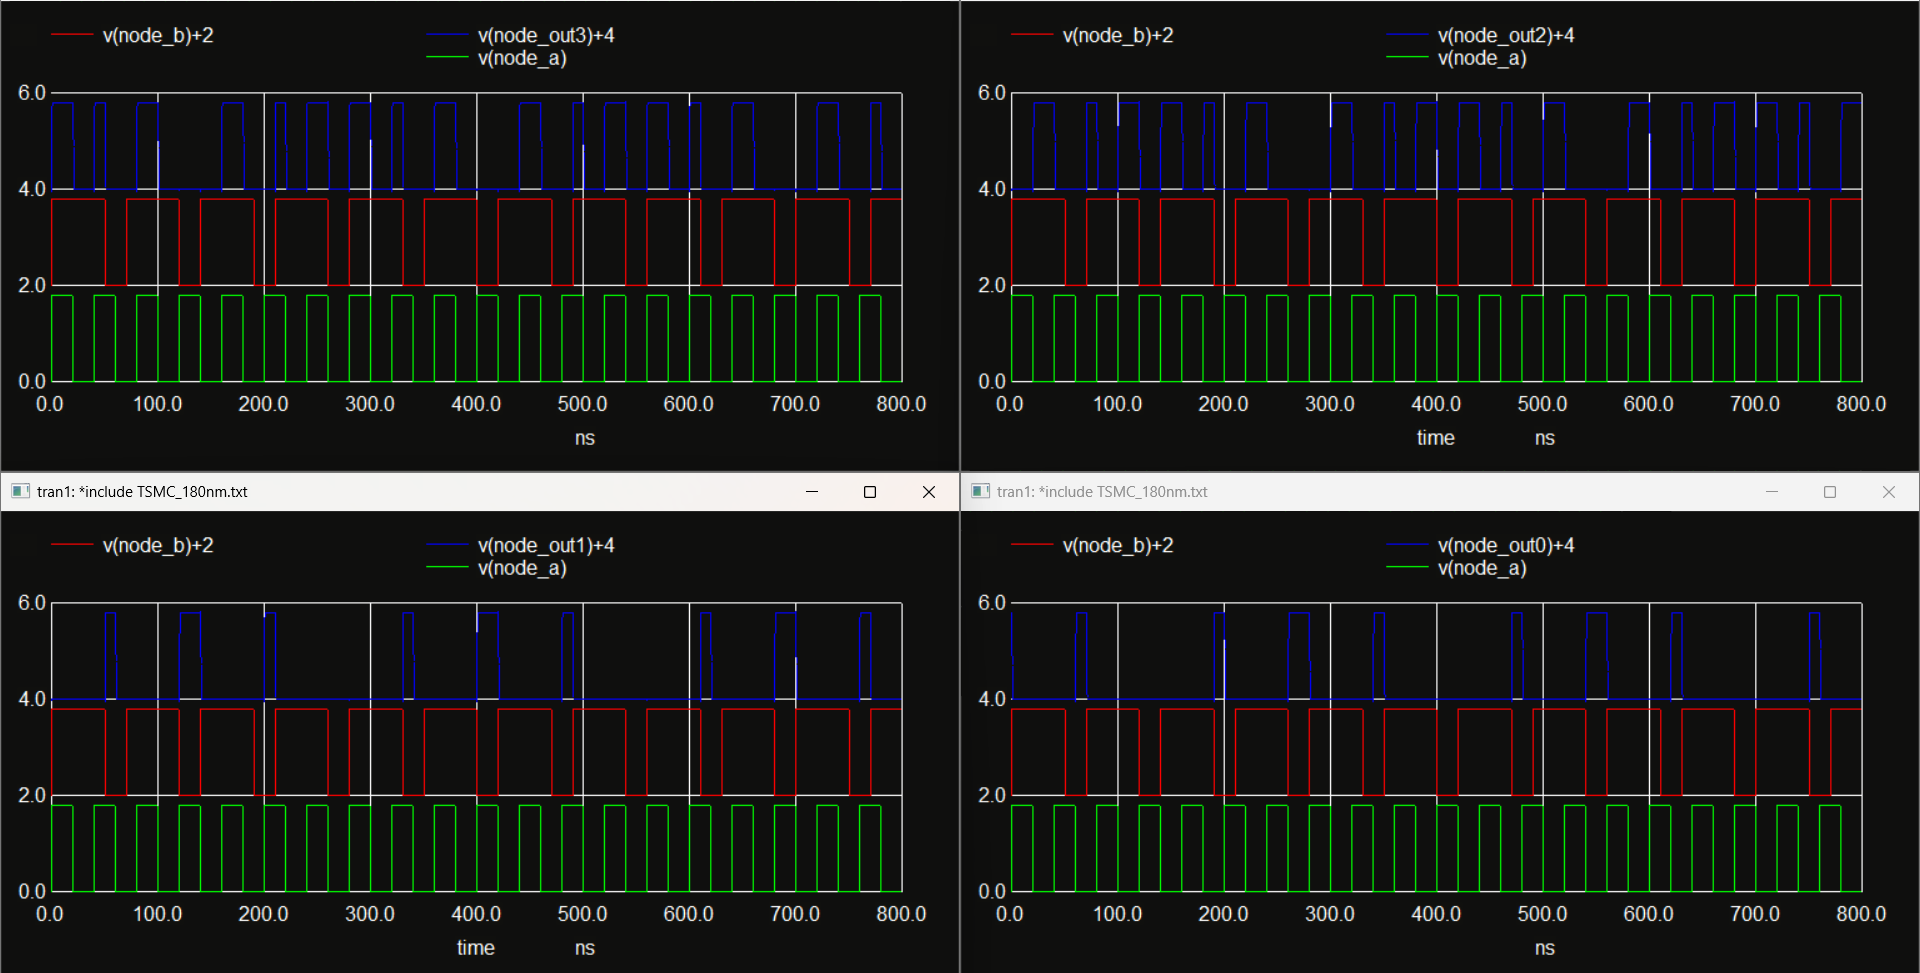 v(node_b)+2 v(node_out3)+4
v(node_a)
6.0
4.0
2.0
0.0
0.0 100.0 200.0 300.0 400.0 500.0 600.0 700.0 800.0
ns
v(node_b)+2 v(node_out2)+4
v(node_a)
6.0
4.0
2.0
0.0
0.0 100.0 200.0 300.0 400.0 500.0 600.0 700.0 800.0
time ns
tran1: *include TSMC_180nm.txt
v(node_b)+2 v(node_out1)+4
v(node_a)
6.0
4.0
2.0
0.0
0.0 100.0 200.0 300.0 400.0 500.0 600.0 700.0 800.0
time ns
tran1: *include TSMC_180nm.txt
v(node_b)+2 v(node_out0)+4
v(node_a)
6.0
4.0
2.0
0.0
0.0 100.0 200.0 300.0 400.0 500.0 600.0 700.0 800.0
ns